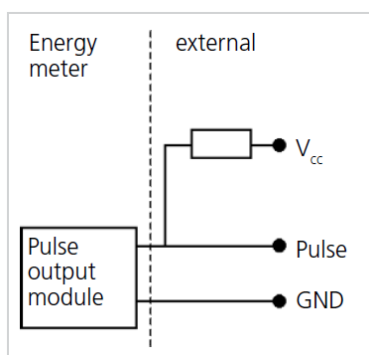 Energy
meter
external
Vcc
Pulse
output
module
Pulse
GND